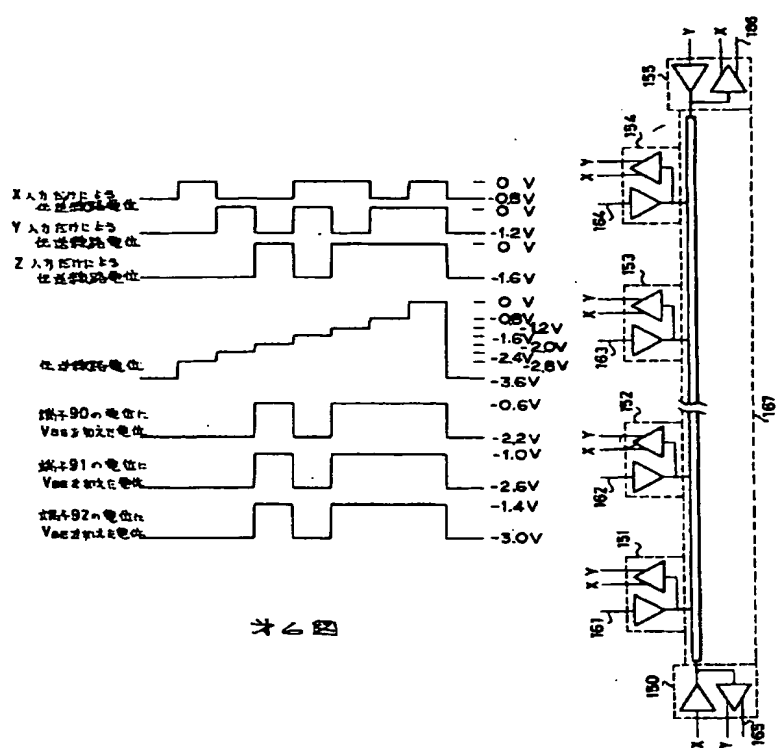 X入力だけによる
伝送線路電位
Y入力だけによる
伝送線路電位
Z入力だけによる
伝送線路電位
伝送線路電位
端子90の電位に
VBEを加えた電位
端子91の電位に
VBEを加えた電位
端子92の電位に
VBEを加えた電位
0 V
-0.8V
0 V
-1.2V
0 V
-1.6V
0 V
-0.8V
-1.2V
-1.6V
-2.0V
-2.4V
-2.8V
-3.6V
-0.6V
-2.2V
-1.0V
-2.6V
-1.4V
-3.0V
才6図
Y
X
166
155
154
X Y
164
153
X Y
163
152
X Y
162
151
X Y
161
150
X
Y
165
167